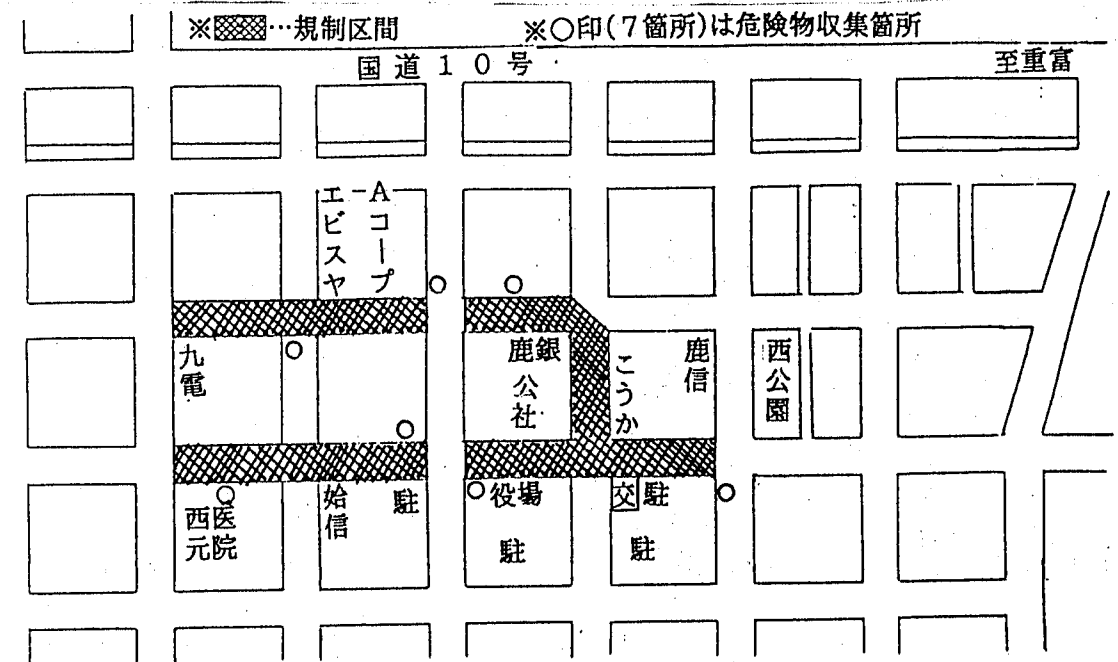 ※…規制区間
※○印(7箇所)は危険物収集箇所
国道10号
至重富
エビスヤ
Aコープ
九電
鹿銀
公社
こうか
鹿信
西公園
西元医院
始信
駐
役場
駐
交
駐
駐